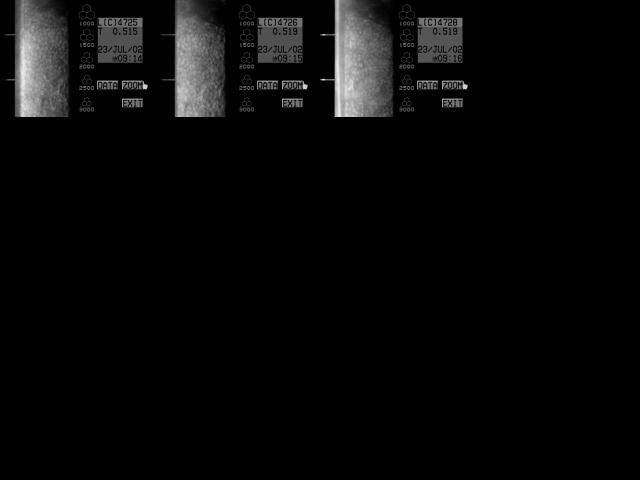 L(C)4725
T 0.515
23/JUL/02
09:14
1000
1500
2000
2500
3000
DATA ZOOM
EXIT
L(C)4726
T 0.519
23/JUL/02
09:15
1000
1500
2000
2500
3000
DATA ZOOM
EXIT
L(C)4728
T 0.519
23/JUL/02
09:16
1000
1500
2000
2500
3000
DATA ZOOM
EXIT